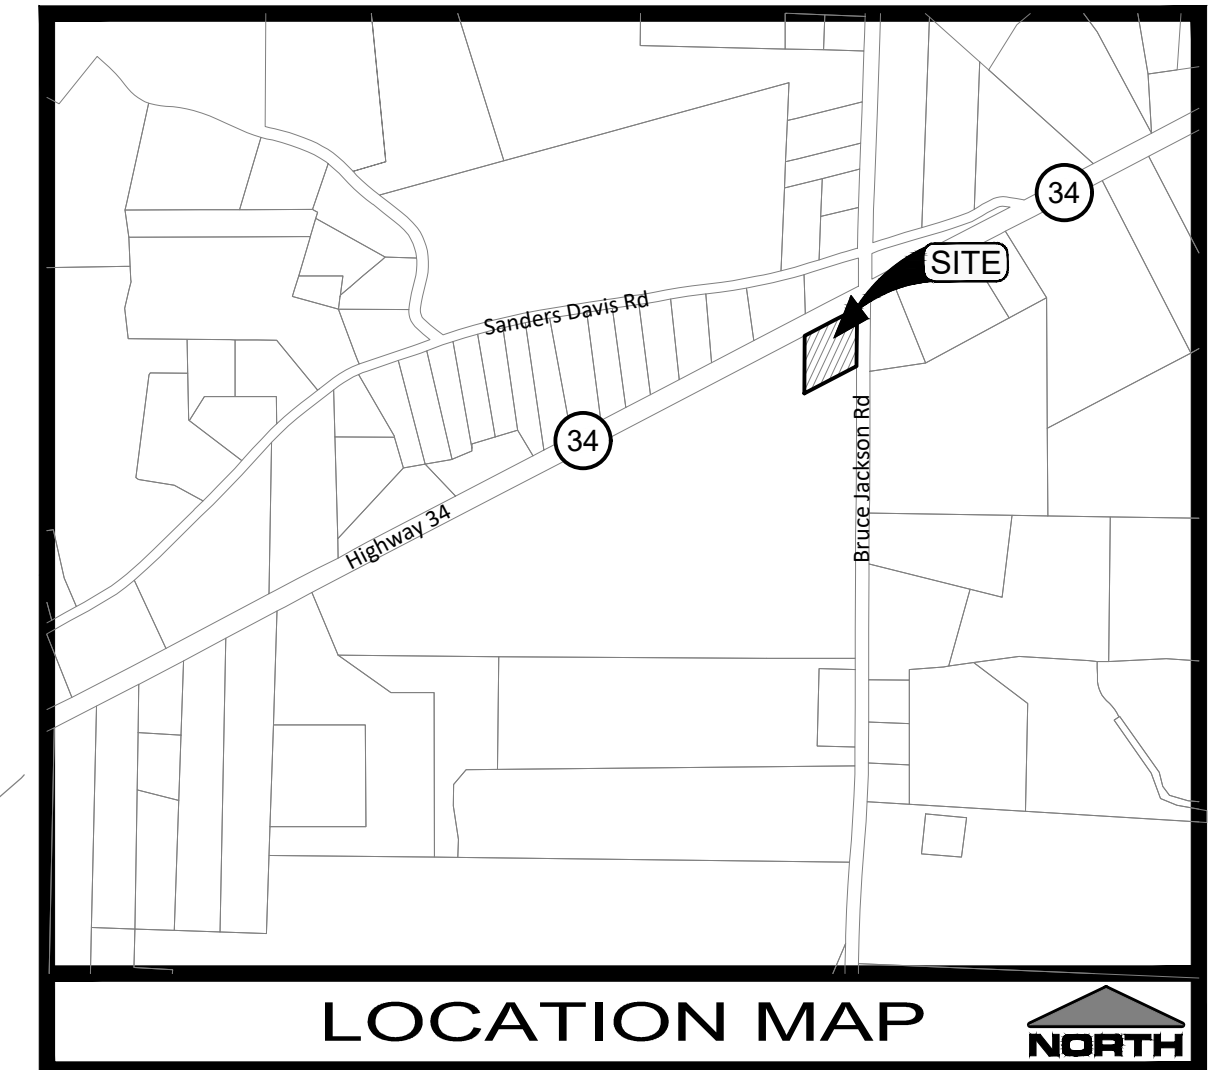 34
SITE
Sanders Davis Rd
34
Bruce Jackson Rd
Highway 34
LOCATION MAP
NORTH